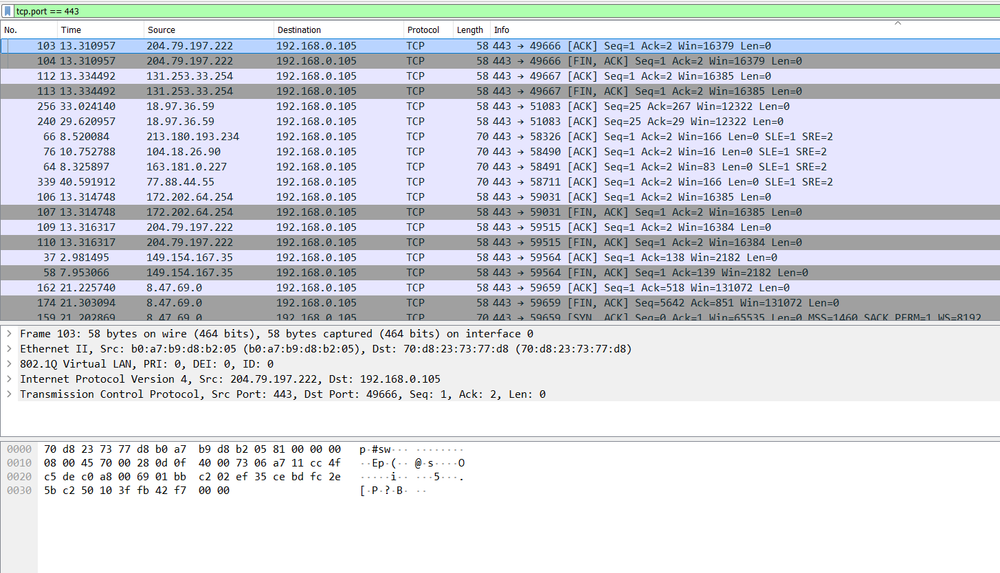 tcp.port == 443
No. Time Source Destination Protocol Length Info
103 13.310957 204.79.197.222 192.168.0.105 TCP 58 443 → 49666 [ACK] Seq=1 Ack=2 Win=16379 Len=0
104 13.310957 204.79.197.222 192.168.0.105 TCP 58 443 → 49666 [FIN, ACK] Seq=1 Ack=2 Win=16379 Len=0
112 13.334492 131.253.33.254 192.168.0.105 TCP 58 443 → 49667 [ACK] Seq=1 Ack=2 Win=16385 Len=0
113 13.334492 131.253.33.254 192.168.0.105 TCP 58 443 → 49667 [FIN, ACK] Seq=1 Ack=2 Win=16385 Len=0
256 33.024140 18.97.36.59 192.168.0.105 TCP 58 443 → 51083 [ACK] Seq=25 Ack=267 Win=12322 Len=0
240 29.620957 18.97.36.59 192.168.0.105 TCP 58 443 → 51083 [ACK] Seq=25 Ack=29 Win=12322 Len=0
66 8.520084 213.180.193.234 192.168.0.105 TCP 70 443 → 58326 [ACK] Seq=1 Ack=2 Win=166 Len=0 SLE=1 SRE=2
76 10.752788 104.18.26.90 192.168.0.105 TCP 70 443 → 58490 [ACK] Seq=1 Ack=2 Win=16 Len=0 SLE=1 SRE=2
64 8.325897 163.181.0.227 192.168.0.105 TCP 70 443 → 58491 [ACK] Seq=1 Ack=2 Win=83 Len=0 SLE=1 SRE=2
339 40.591912 77.88.44.55 192.168.0.105 TCP 70 443 → 58711 [ACK] Seq=1 Ack=2 Win=166 Len=0 SLE=1 SRE=2
106 13.314748 172.202.64.254 192.168.0.105 TCP 58 443 → 59031 [ACK] Seq=1 Ack=2 Win=16385 Len=0
107 13.314748 172.202.64.254 192.168.0.105 TCP 58 443 → 59031 [FIN, ACK] Seq=1 Ack=2 Win=16385 Len=0
109 13.316317 204.79.197.222 192.168.0.105 TCP 58 443 → 59515 [ACK] Seq=1 Ack=2 Win=16384 Len=0
110 13.316317 204.79.197.222 192.168.0.105 TCP 58 443 → 59515 [FIN, ACK] Seq=1 Ack=2 Win=16384 Len=0
37 2.981495 149.154.167.35 192.168.0.105 TCP 58 443 → 59564 [ACK] Seq=1 Ack=138 Win=2182 Len=0
58 7.953066 149.154.167.35 192.168.0.105 TCP 58 443 → 59564 [FIN, ACK] Seq=1 Ack=139 Win=2182 Len=0
162 21.225740 8.47.69.0 192.168.0.105 TCP 58 443 → 59659 [ACK] Seq=1 Ack=518 Win=131072 Len=0
174 21.303094 8.47.69.0 192.168.0.105 TCP 58 443 → 59659 [FIN, ACK] Seq=5642 Ack=851 Win=131072 Len=0
159 21.202869 8.47.69.0 192.168.0.105 TCP 70 443 → 59659 [SYN, ACK] Seq=0 Ack=1 Win=65535 Len=0 MSS=1460 SACK_PERM=1 WS=8192
Frame 103: 58 bytes on wire (464 bits), 58 bytes captured (464 bits) on interface 0
Ethernet II, Src: b0:a7:b9:d8:b2:05 (b0:a7:b9:d8:b2:05), Dst: 70:d8:23:73:77:d8 (70:d8:23:73:77:d8)
802.1Q Virtual LAN, PRI: 0, DEI: 0, ID: 0
Internet Protocol Version 4, Src: 204.79.197.222, Dst: 192.168.0.105
Transmission Control Protocol, Src Port: 443, Dst Port: 49666, Seq: 1, Ack: 2, Len: 0
0000 70 d8 23 73 77 d8 b0 a7 b9 d8 b2 05 81 00 00 00 p·#sw··· ········
0010 08 00 45 70 00 28 0d 0f 40 00 73 06 a7 11 cc 4f ··Ep·(·· @·s····O
0020 c5 de c0 a8 00 69 01 bb c2 02 ef 35 ce bd fc 2e ·····i·· ···5···.
0030 5b c2 50 10 3f fb 42 f7 00 00 [·P·?·B· ··